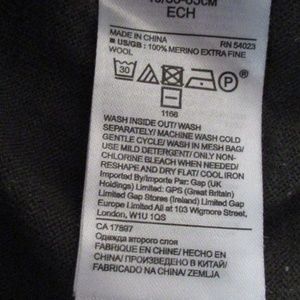 ECH
MADE IN CHINA
RN 54023
US/GB : 100% MERINO EXTRA FINE
WOOL
30
P
1166
WASH INSIDE OUT/ WASH
SEPARATELY/ MACHINE WASH COLD
GENTLE CYCLE/ WASH IN MESH BAG/
USE MILD DETERGENT/ ONLY NON-
CHLORINE BLEACH WHEN NEEDED/
RESHAPE AND DRY FLAT/ COOL IRON
Imported By/Importé Par: Gap (UK
Holdings) Limited: GPS (Great Britain)
Limited Gap Stores (Ireland) Limited Gap
Europe Limited All at 103 Wigmore Street,
London, W1U 1QS
CA 17897
Одежда второго слоя
FABRIQUÉ EN CHINE/ HECHO EN
CHINA/ ПРОИЗВЕДЕНО В КИТАЙ/
FABRICADO NA CHINA/ ZEMLJA